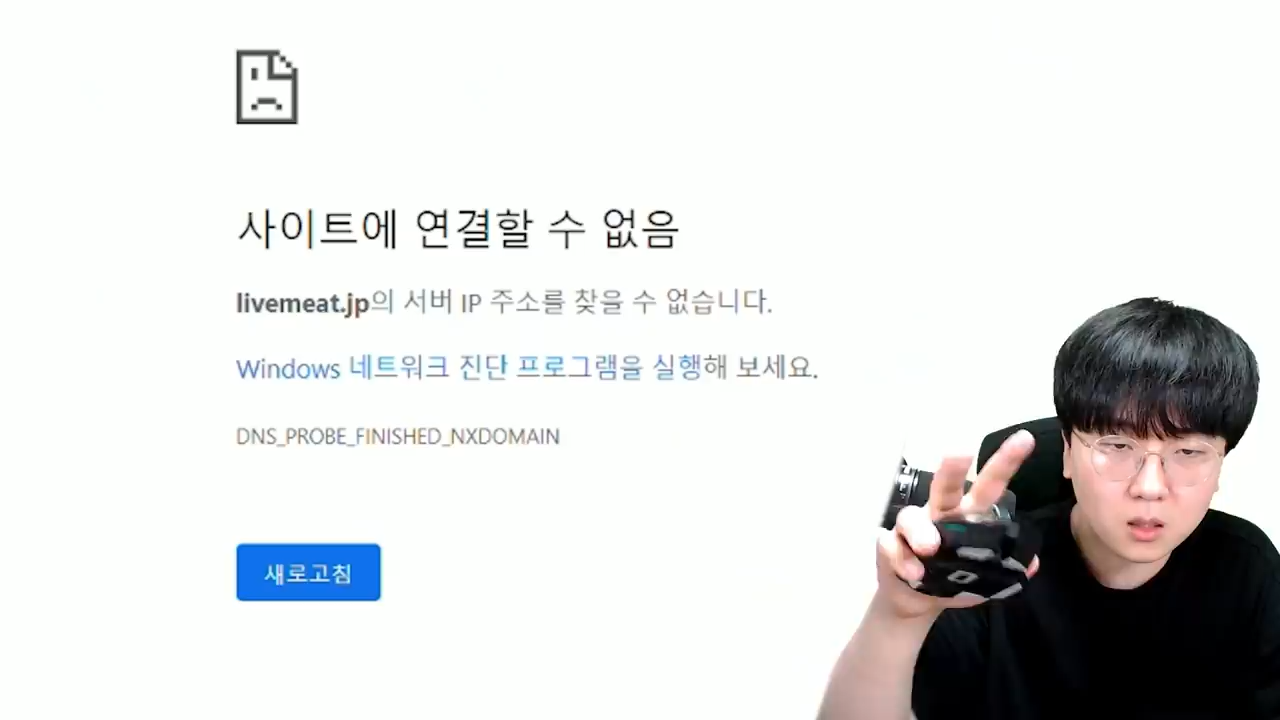 사이트에 연결할 수 없음
livemeat.jp의 서버 IP 주소를 찾을 수 없습니다.
Windows 네트워크 진단 프로그램을 실행해 보세요.
DNS_PROBE_FINISHED_NXDOMAIN
새로고침